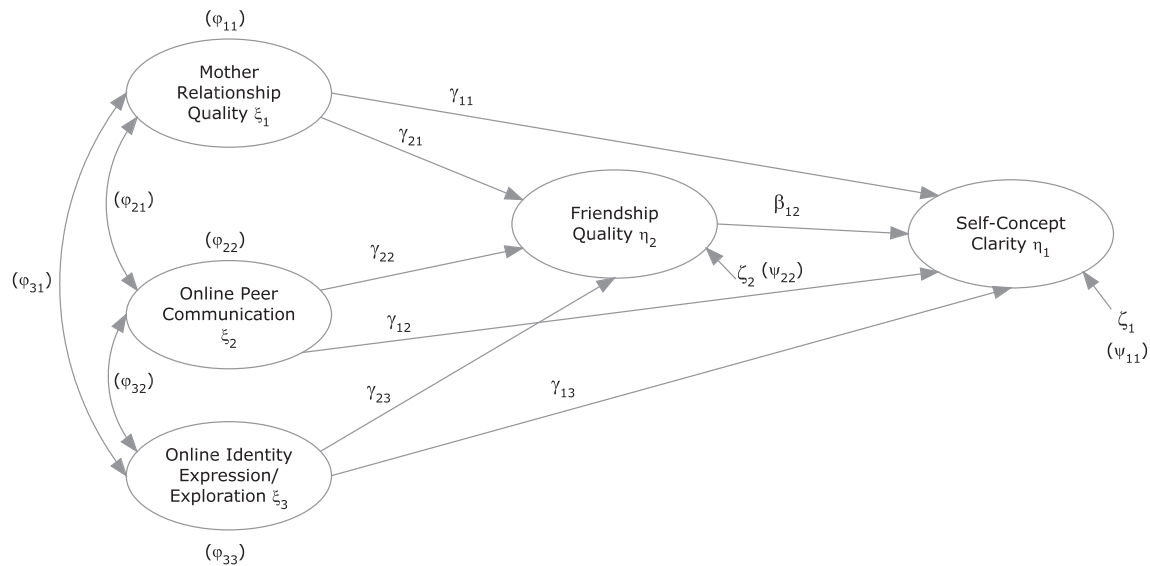 (φ11)
Mother
Relationship
Quality ξ1
γ11
γ21
(φ21)
Friendship
Quality η2
β12
Self-Concept
Clarity η1
(φ22)
γ22
(φ31)
ζ2 (ψ22)
Online Peer
Communication
ξ2
γ12
ζ1
(ψ11)
(φ32)
γ23
γ13
Online Identity
Expression/
Exploration ξ3
(φ33)